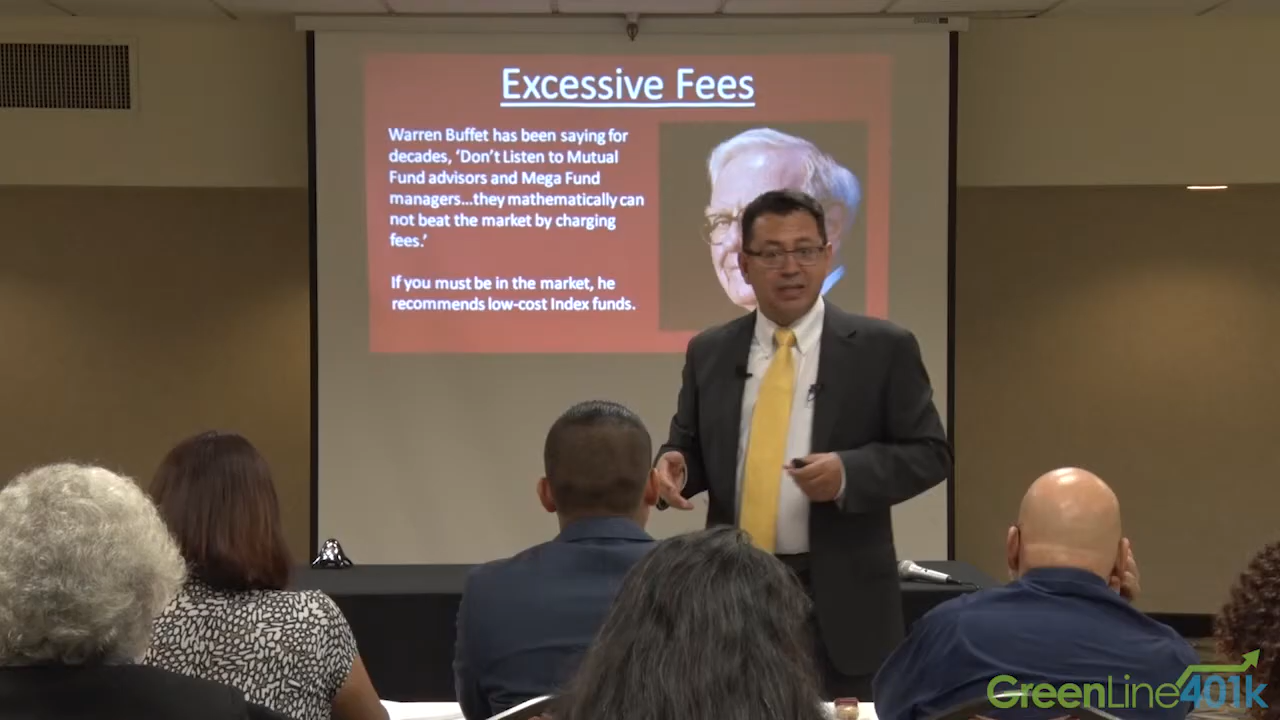 Excessive Fees
Warren Buffet has been saying for
decades, ‘Don’t Listen to Mutual
Fund advisors and Mega Fund
managers...they mathematically can
not beat the market by charging
fees.’
If you must be in the market, he
recommends low-cost Index funds.
GreenLine401k